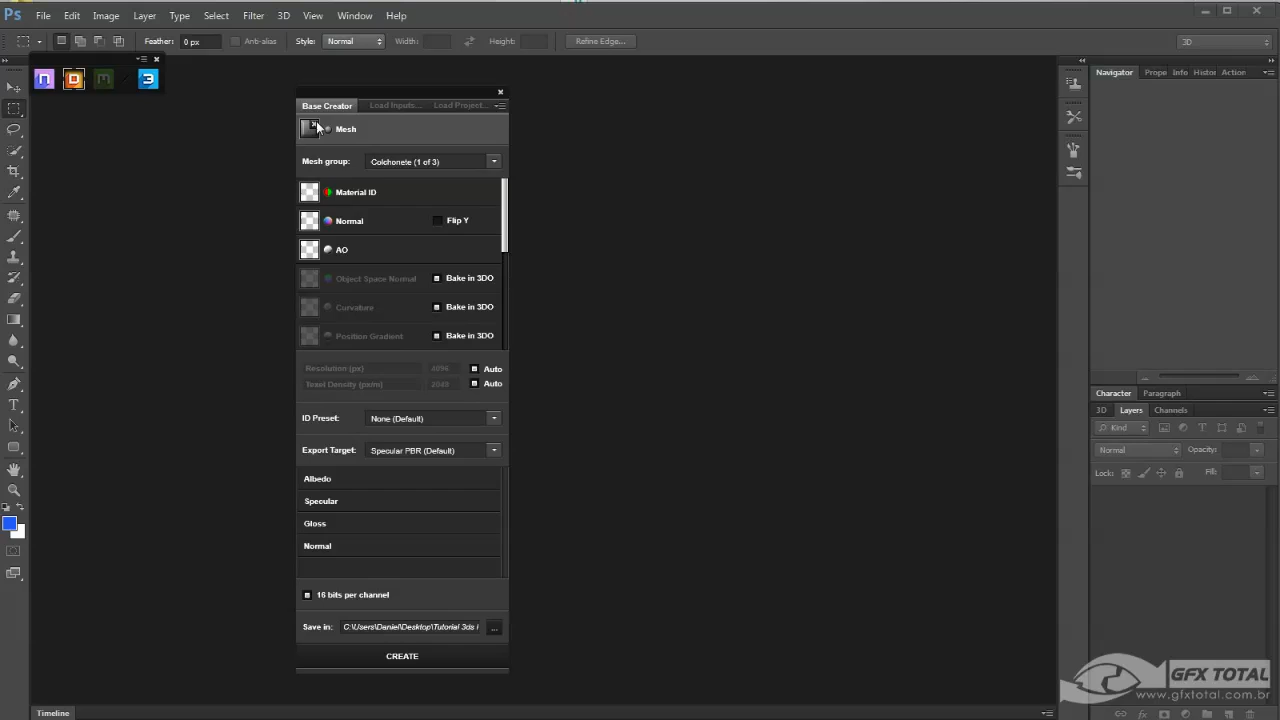 Ps File Edit Image Layer Type Select Filter 3D View Window Help
Feather: 0 px Anti-alias Style: Normal Width: Height: Refine Edge... 3D
n D M 3
Navigator Prope Info Histor Action
Base Creator Load Inputs... Load Project...
Mesh
Mesh group: Colchonete (1 of 3)
Material ID
Normal Flip Y
AO
Object Space Normal Bake in 3DO
Curvature Bake in 3DO
Position Gradient Bake in 3DO
Resolution (px) 4096 Auto
Texel Density (px/m) 2048 Auto
ID Preset: None (Default)
Export Target: Specular PBR (Default)
Albedo
Specular
Gloss
Normal
16 bits per channel
Save in: C:\Users\Daniel\Desktop\Tutorial 3ds ...
CREATE
Character Paragraph
3D Layers Channels
Kind
Normal Opacity:
Lock: Fill:
T
Timeline
GFX TOTAL
www.gfxtotal.com.br